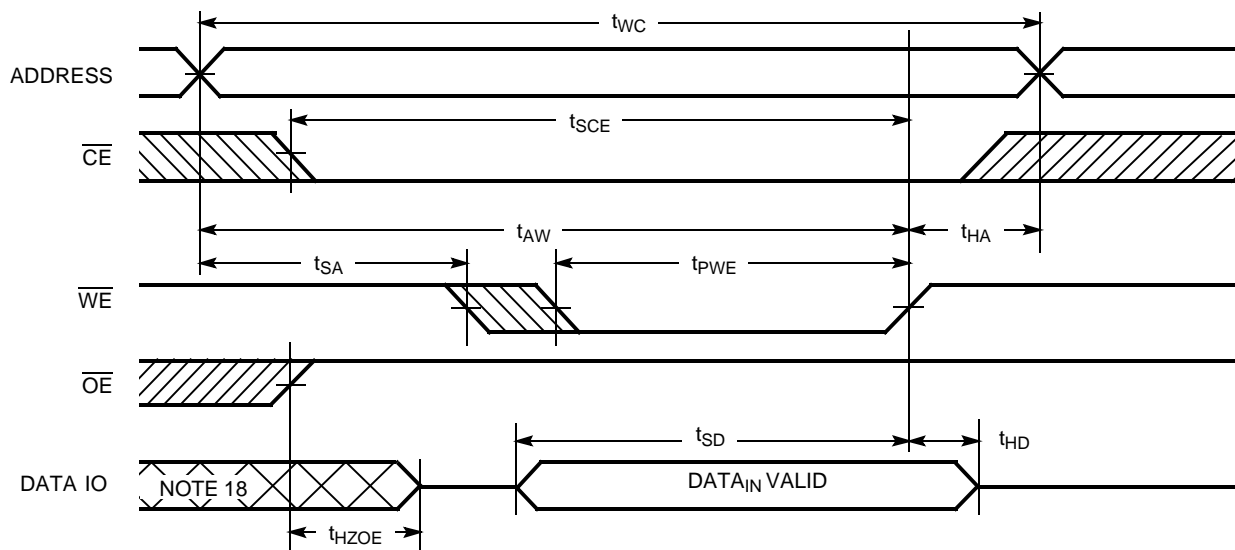 tWC
ADDRESS
tSCE
CE
tAW
tHA
tSA
tPWE
WE
OE
tSD
tHD
DATA IO
NOTE 18
DATAIN VALID
tHZOE